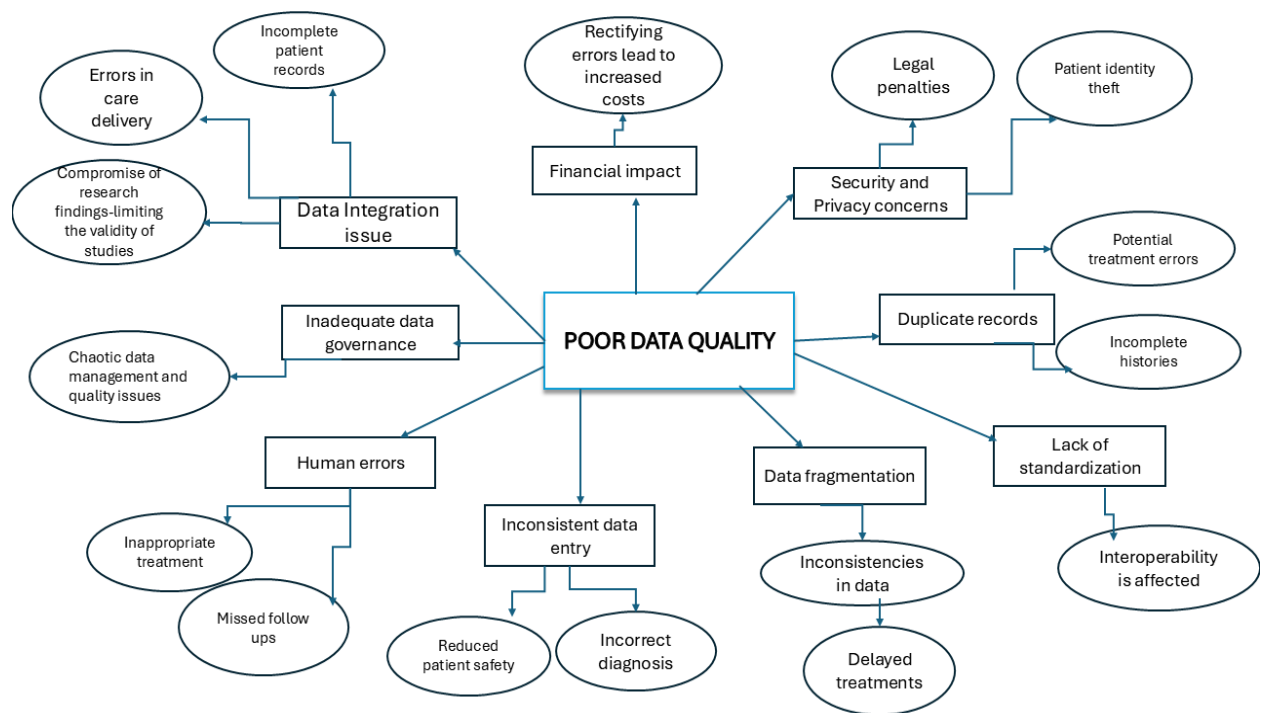 Incomplete
patient
records
Errors in
care
delivery
Compromise of
research
findings-limiting
the validity of
studies
Data Integration
issue
Rectifying
errors lead to
increased
costs
Financial impact
Legal
penalties
Patient identity
theft
Security and
Privacy concerns
Potential
treatment errors
Duplicate records
Incomplete
histories
Inadequate data
governance
Chaotic data
management and
quality issues
POOR DATA QUALITY
Human errors
Inappropriate
treatment
Missed follow
ups
Inconsistent data
entry
Reduced
patient safety
Incorrect
diagnosis
Data fragmentation
Inconsistencies
in data
Delayed
treatments
Lack of
standardization
Interoperability
is affected